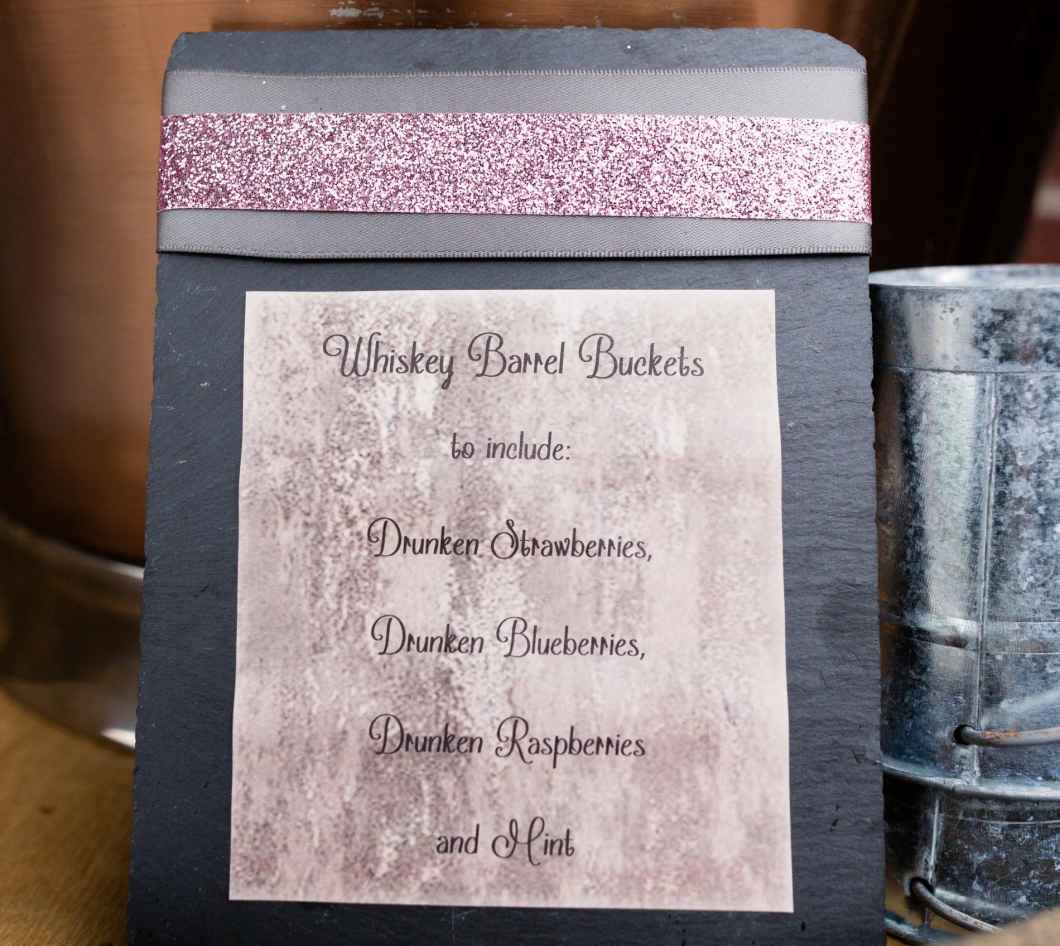 Whiskey Barrel Buckets
to include:
Drunken Strawberries,
Drunken Blueberries,
Drunken Raspberries
and Mint